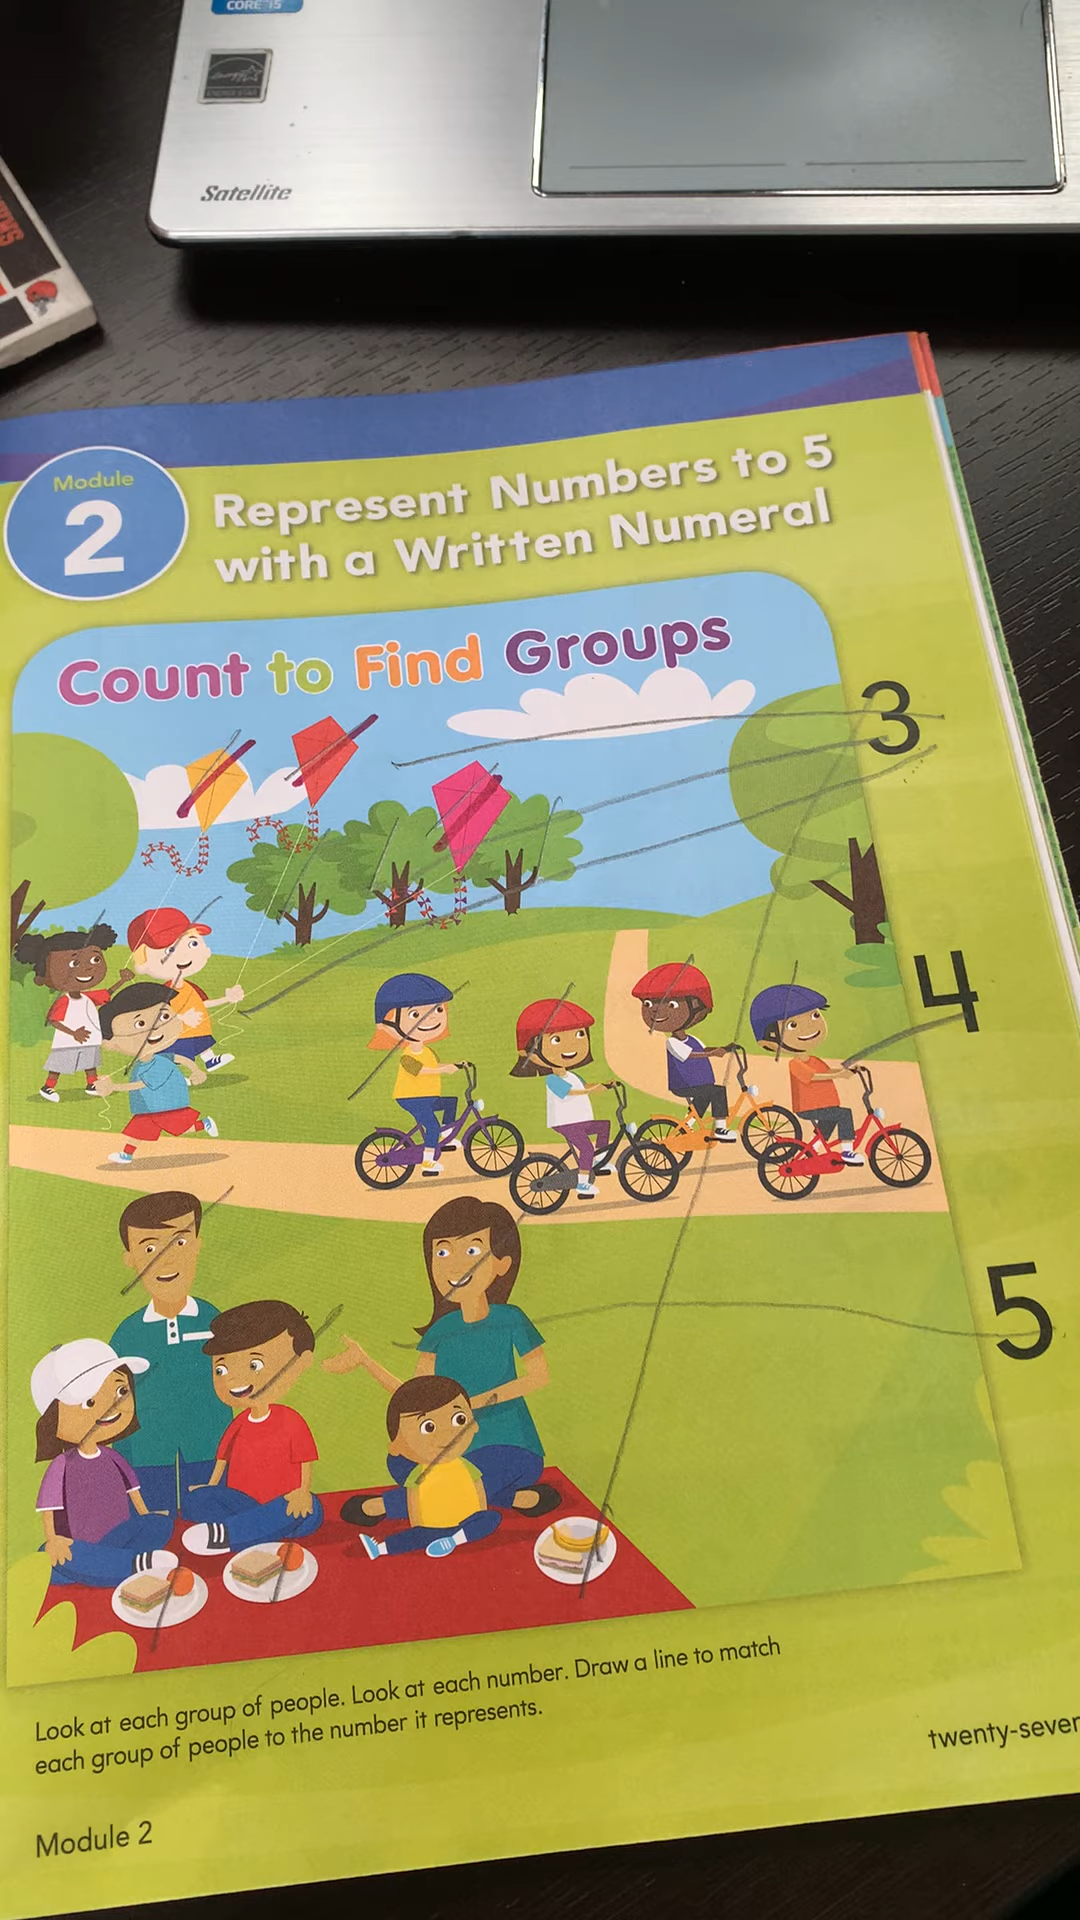 CORE i5
ENERGY STAR
Satellite
Module
2
Represent Numbers to 5
with a Written Numeral
Count to Find Groups
3
4
5
Look at each group of people. Look at each number. Draw a line to match
each group of people to the number it represents.
twenty-seven
Module 2